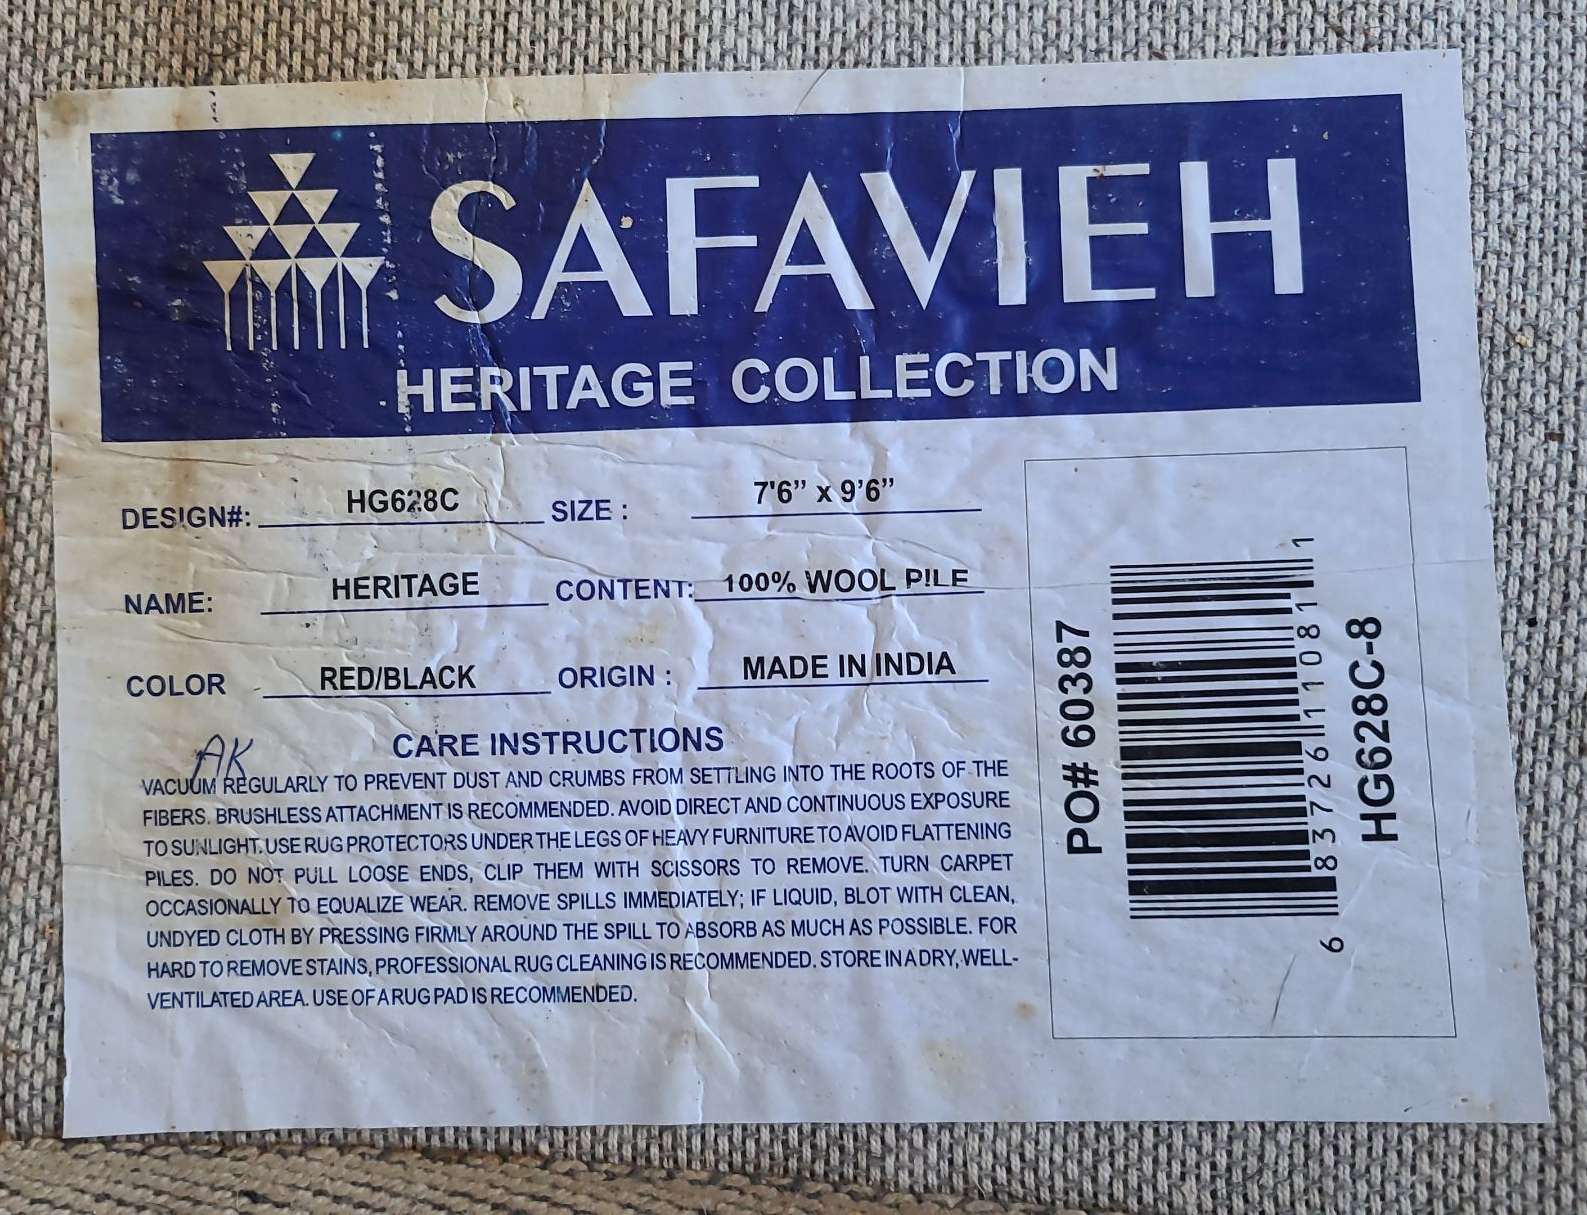 SAFAVIEH
HERITAGE COLLECTION
DESIGN#: HG628C SIZE : 7'6” x 9’6”
NAME: HERITAGE CONTENT: 100% WOOL PILE
COLOR RED/BLACK ORIGIN : MADE IN INDIA
AK
CARE INSTRUCTIONS
VACUUM REGULARLY TO PREVENT DUST AND CRUMBS FROM SETTLING INTO THE ROOTS OF THE
FIBERS. BRUSHLESS ATTACHMENT IS RECOMMENDED. AVOID DIRECT AND CONTINUOUS EXPOSURE
TO SUNLIGHT. USE RUG PROTECTORS UNDER THE LEGS OF HEAVY FURNITURE TO AVOID FLATTENING
PILES. DO NOT PULL LOOSE ENDS, CLIP THEM WITH SCISSORS TO REMOVE. TURN CARPET
OCCASIONALLY TO EQUALIZE WEAR. REMOVE SPILLS IMMEDIATELY; IF LIQUID, BLOT WITH CLEAN,
UNDYED CLOTH BY PRESSING FIRMLY AROUND THE SPILL TO ABSORB AS MUCH AS POSSIBLE. FOR
HARD TO REMOVE STAINS, PROFESSIONAL RUG CLEANING IS RECOMMENDED. STORE IN A DRY, WELL-
VENTILATED AREA. USE OF A RUG PAD IS RECOMMENDED.
PO# 60387
6 83726 11081 1
HG628C-8